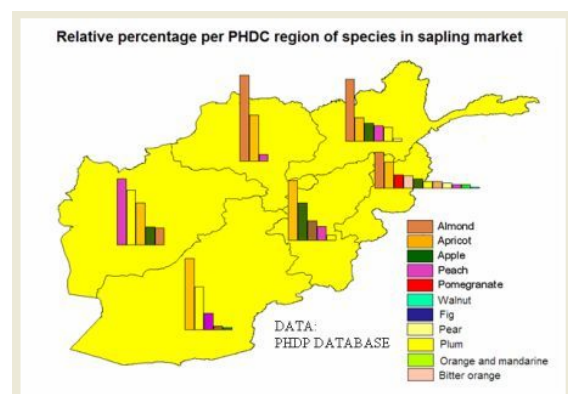 Relative percentage per PHDC region of species in sapling market
Almond
Apricot
Apple
Peach
Pomegranate
Walnut
Fig
Pear
Plum
Orange and mandarine
Bitter orange
DATA:
PHDP DATABASE